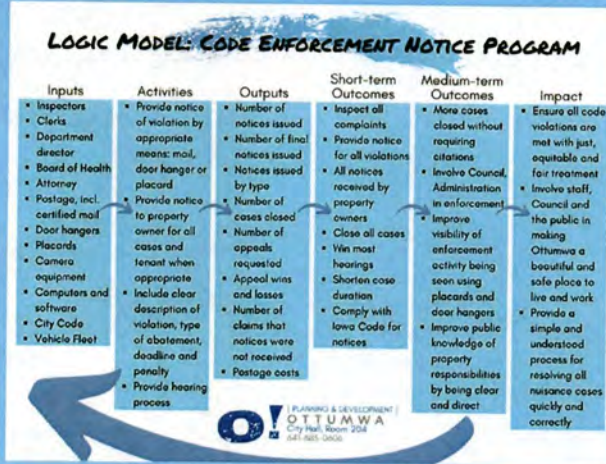 LOGIC MODEL: CODE ENFORCEMENT NOTICE PROGRAM
Inputs
▪ Inspectors
▪ Clerks
▪ Department
director
▪ Board of Health
▪ Attorney
▪ Postage, incl.
certified mail
▪ Door hangers
▪ Placards
▪ Camera
equipment
▪ Computers and
software
▪ City Code
▪ Vehicle Fleet
Activities
▪ Provide notice
of violation by
appropriate
means: mail,
door hanger or
placard
▪ Provide notice
to property
owner for all
cases and
tenant when
appropriate
▪ Include clear
description of
violation, type
of abatement,
deadline and
penalty
▪ Provide hearing
process
Outputs
▪ Number of
notices issued
▪ Number of final
notices issued
▪ Notices issued
by type
▪ Number of
cases closed
▪ Number of
appeals
requested
▪ Appeal wins
and losses
▪ Number of
claims that
notices were
not received
▪ Postage costs
Short-term
Outcomes
▪ Inspect all
complaints
▪ Provide notice
for all violations
▪ All notices
received by
property
owners
▪ Close all cases
▪ Win most
hearings
▪ Shorten case
duration
▪ Comply with
Iowa Code for
notices
Medium-term
Outcomes
▪ More cases
closed without
requiring
citations
▪ Involve Council,
Administration
in enforcement
▪ Improve
visibility of
enforcement
activity being
seen using
placards and
door hangers
▪ Improve public
knowledge of
property
responsibilities
by being clear
and direct
Impact
▪ Ensure all code
violations are
met with just,
equitable and
fair treatment
▪ Involve staff,
Council and
the public in
making
Ottumwa a
beautiful and
safe place to
live and work
▪ Provide a
simple and
understood
process for
resolving all
nuisance cases
quickly and
correctly
O!
| PLANNING & DEVELOPMENT |
OTTUMWA
City Hall, Room 204
641-683-0606